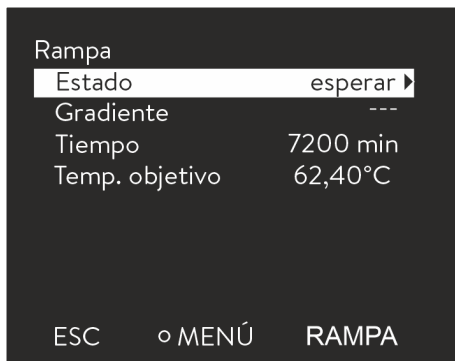 Rampa
Estado esperar
Gradiente ---
Tiempo 7200 min
Temp. objetivo 62,40°C
ESC MENÚ RAMPA